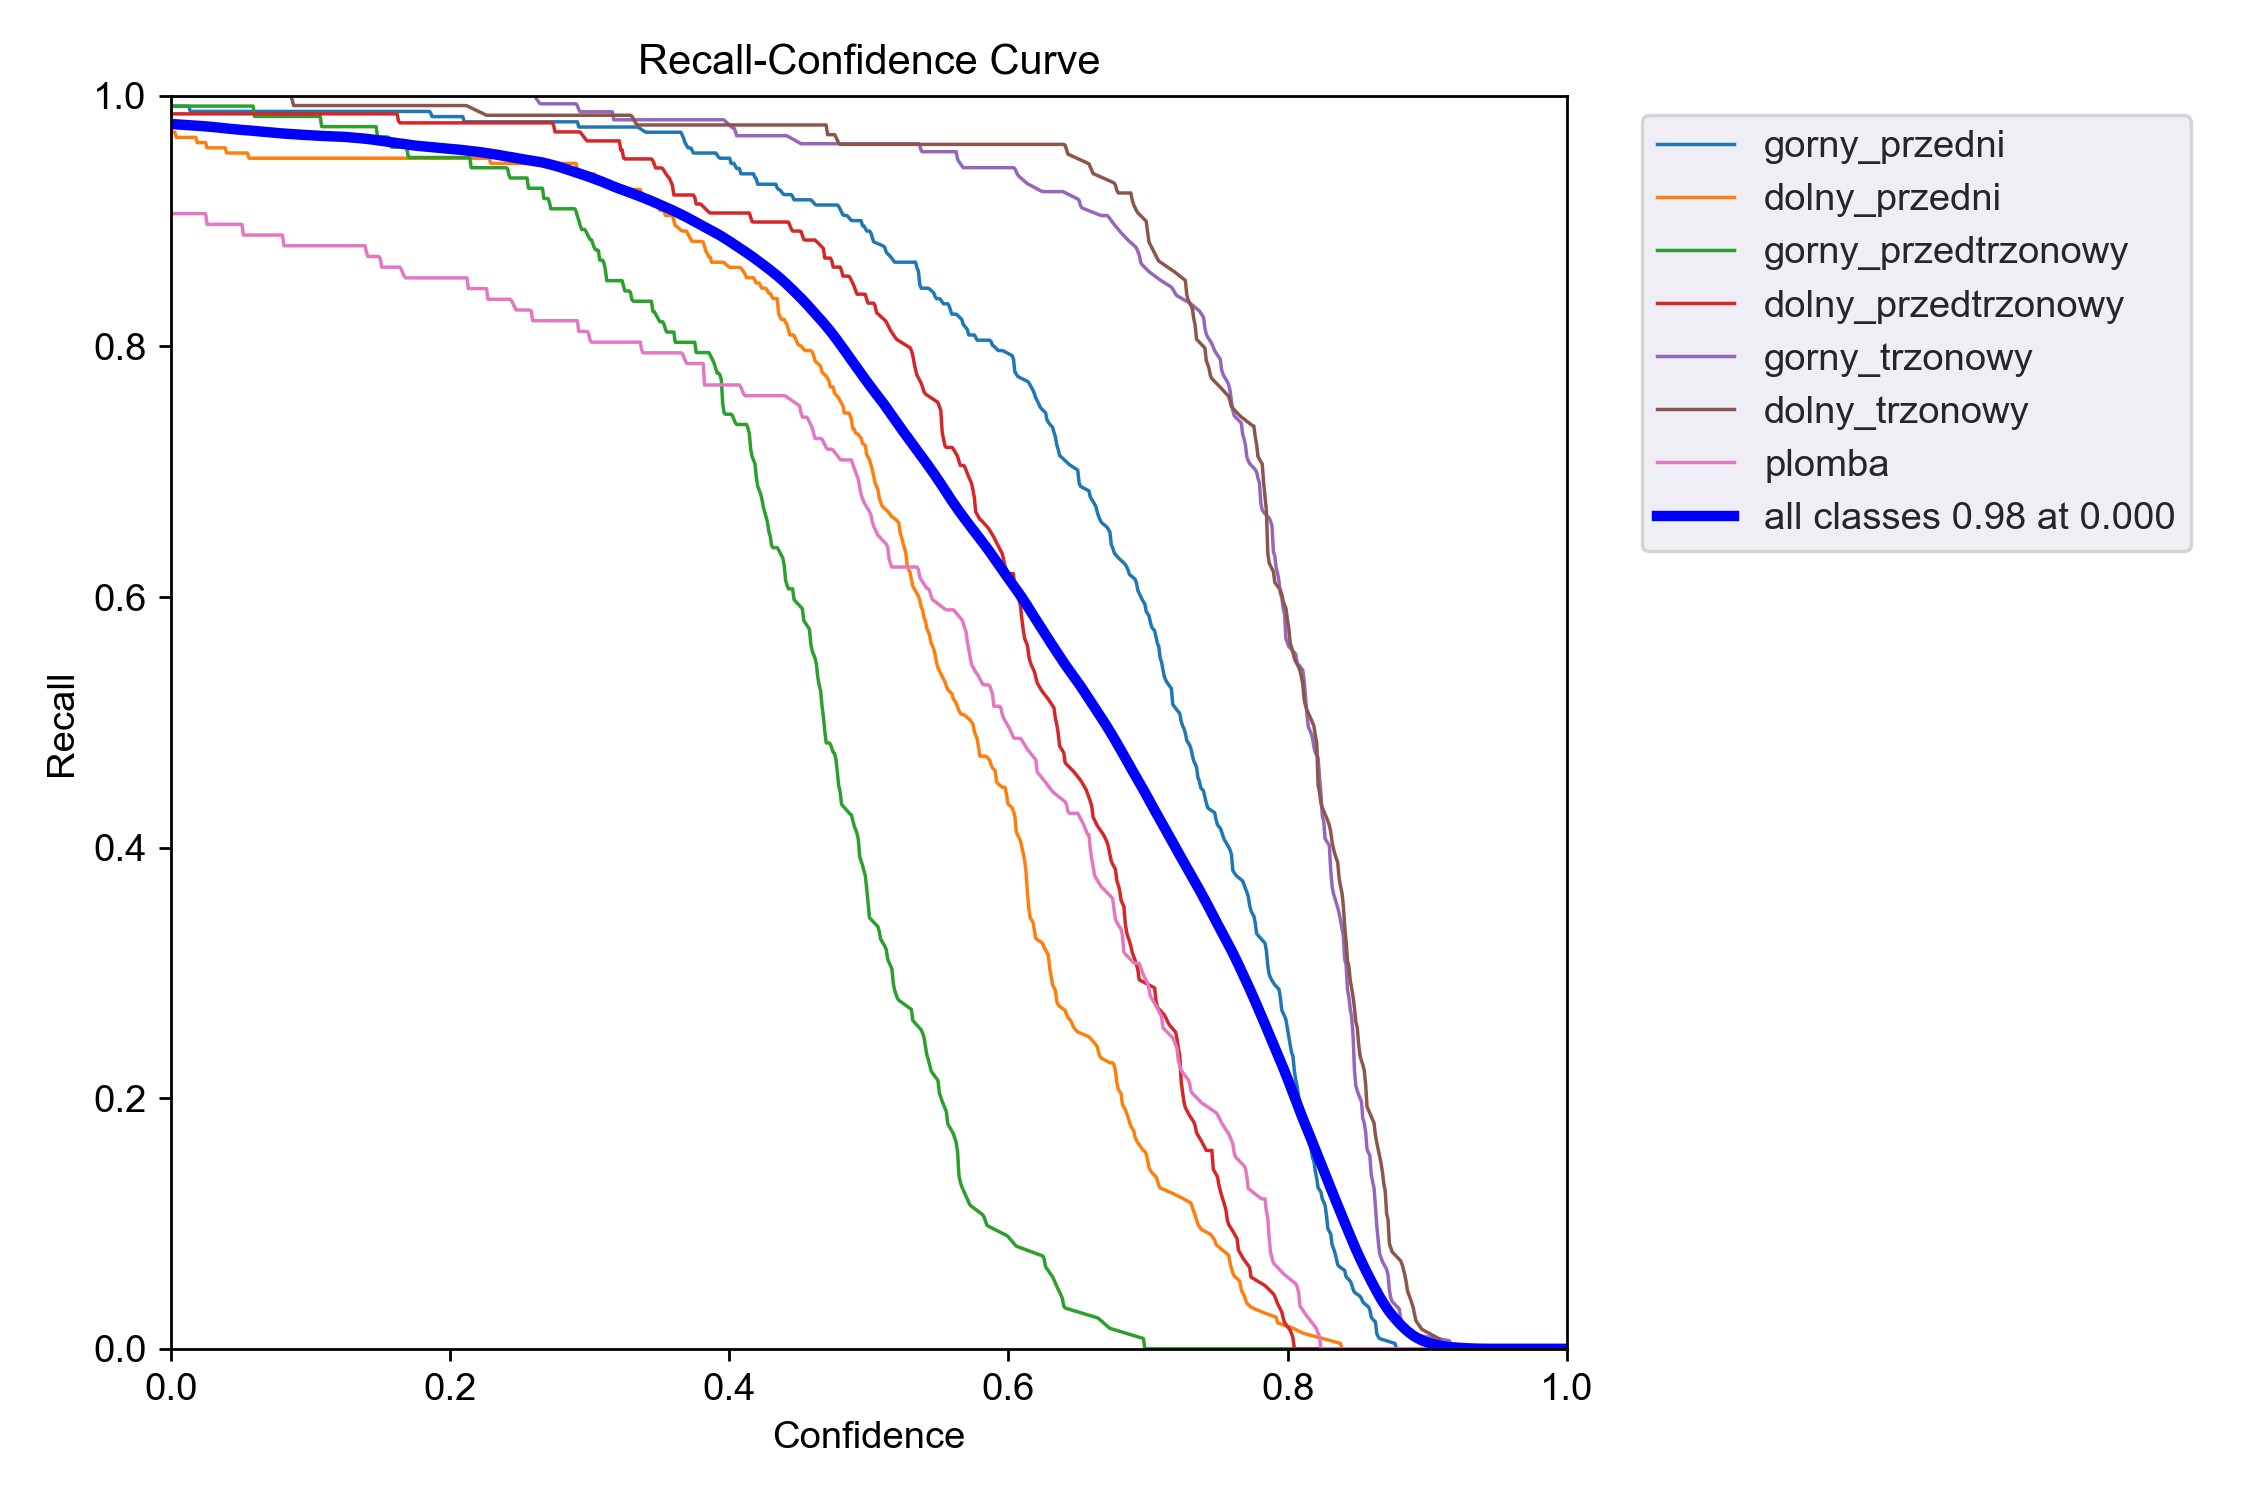 Recall-Confidence Curve
1.0
0.8
0.6
0.4
0.2
0.0
Recall
0.0 0.2 0.4 0.6 0.8 1.0
Confidence
gorny_przedni
dolny_przedni
gorny_przedtrzonowy
dolny_przedtrzonowy
gorny_trzonowy
dolny_trzonowy
plomba
all classes 0.98 at 0.000